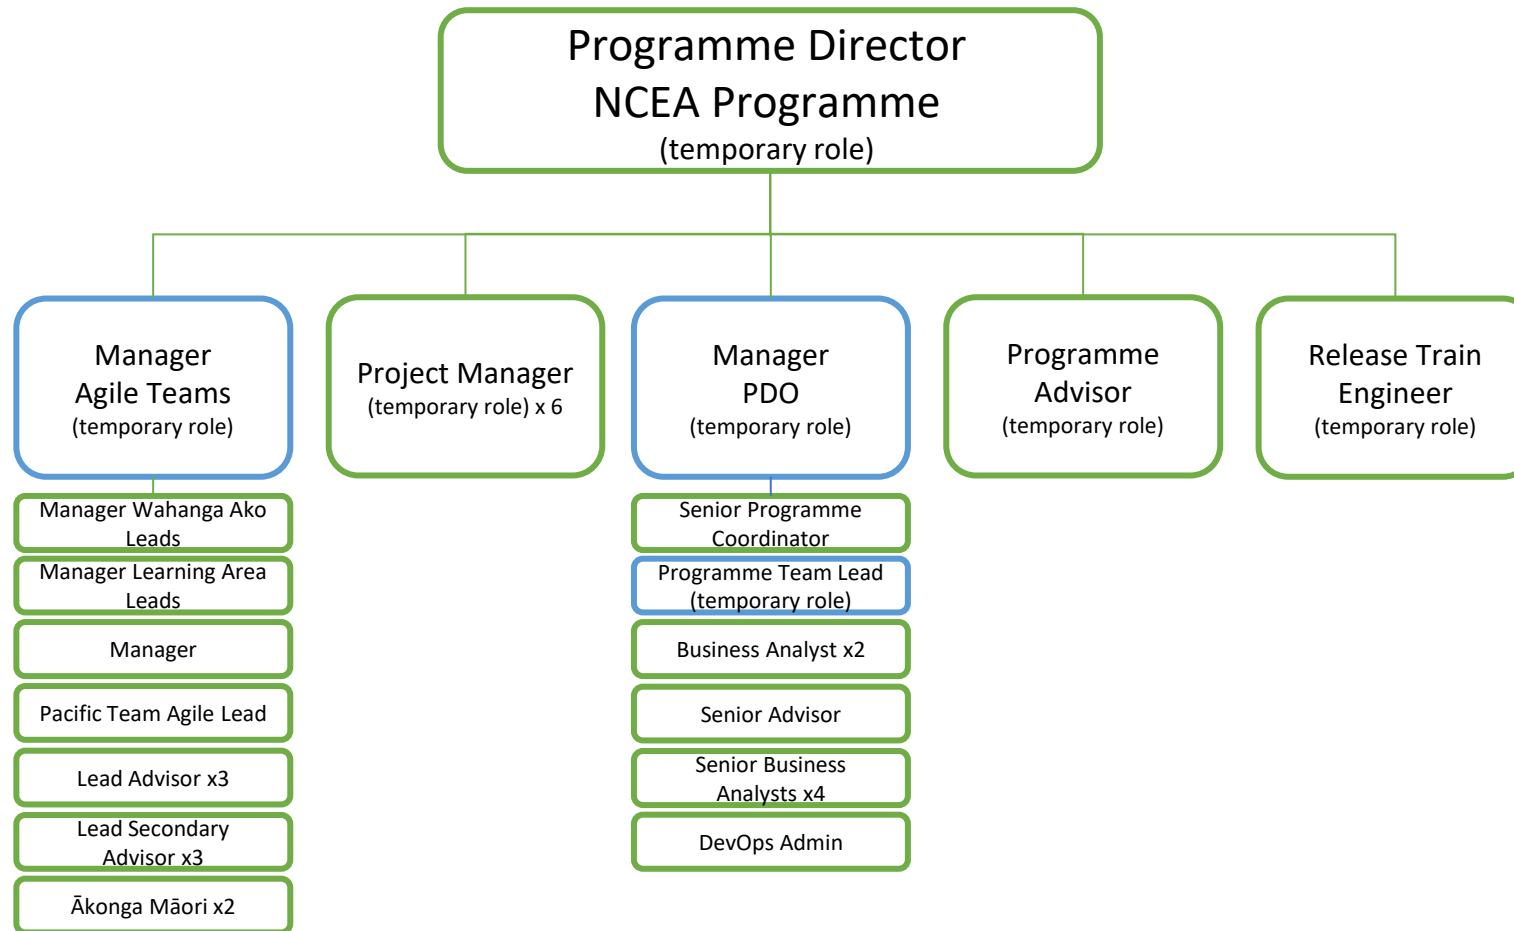 Programme Director
NCEA Programme
(temporary role)
Manager
Agile Teams
(temporary role)
Project Manager
(temporary role) x 6
Manager
PDO
(temporary role)
Programme
Advisor
(temporary role)
Release Train
Engineer
(temporary role)
Manager Wahanga Ako
Leads
Manager Learning Area
Leads
Manager
Pacific Team Agile Lead
Lead Advisor x3
Lead Secondary
Advisor x3
Ākonga Māori x2
Senior Programme
Coordinator
Programme Team Lead
(temporary role)
Business Analyst x2
Senior Advisor
Senior Business
Analysts x4
DevOps Admin